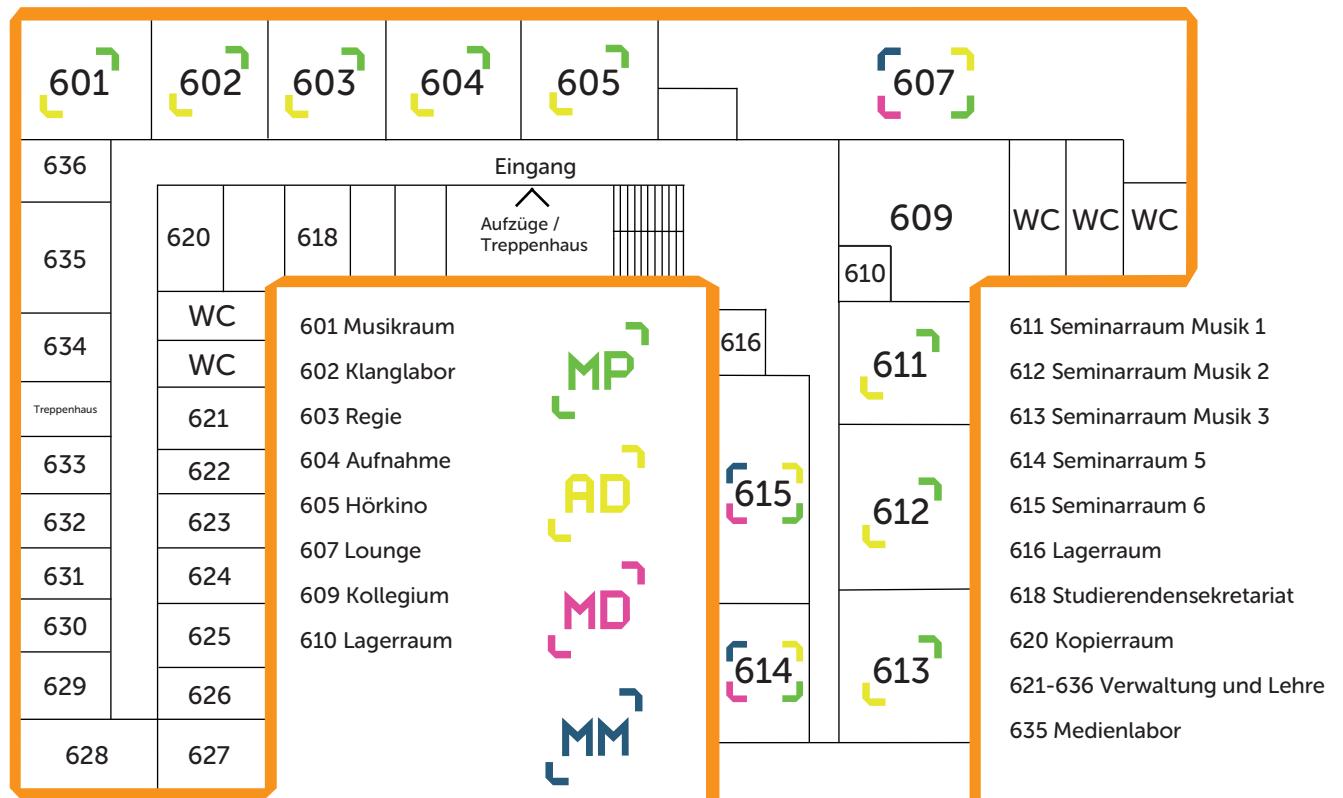 601
602
603
604
605
607
636
Eingang
Aufzüge /
Treppenhaus
635
620
618
609
WC
WC
WC
610
634
WC
WC
616
611
Treppenhaus
621
633
622
615
612
632
623
631
624
630
625
614
613
629
626
628
627
601 Musikraum
602 Klanglabor
603 Regie
604 Aufnahme
605 Hörkino
607 Lounge
609 Kollegium
610 Lagerraum
MP
AD
MD
MM
611 Seminarraum Musik 1
612 Seminarraum Musik 2
613 Seminarraum Musik 3
614 Seminarraum 5
615 Seminarraum 6
616 Lagerraum
618 Studierendensekretariat
620 Kopierraum
621-636 Verwaltung und Lehre
635 Medienlabor